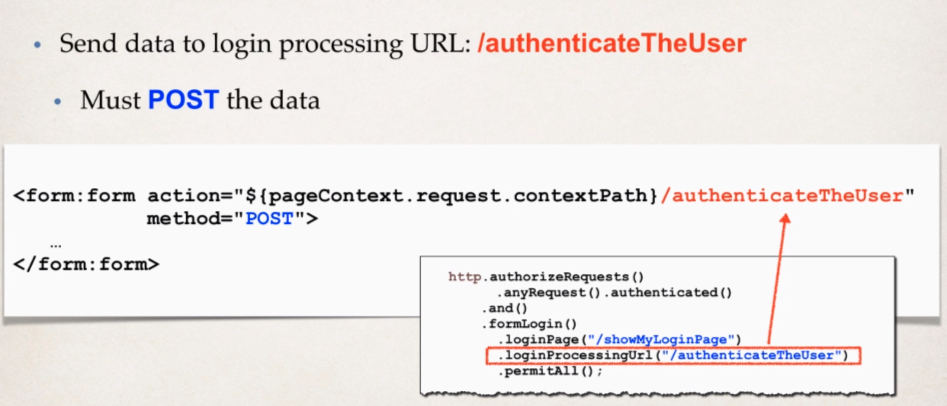 • Send data to login processing URL: /authenticateTheUser
• Must POST the data
<form:form action="${pageContext.request.contextPath}/authenticateTheUser"
method="POST">
…
</form:form>
http.authorizeRequests()
.anyRequest().authenticated()
.and()
.formLogin()
.loginPage("/showMyLoginPage")
.loginProcessingUrl("/authenticateTheUser")
.permitAll();